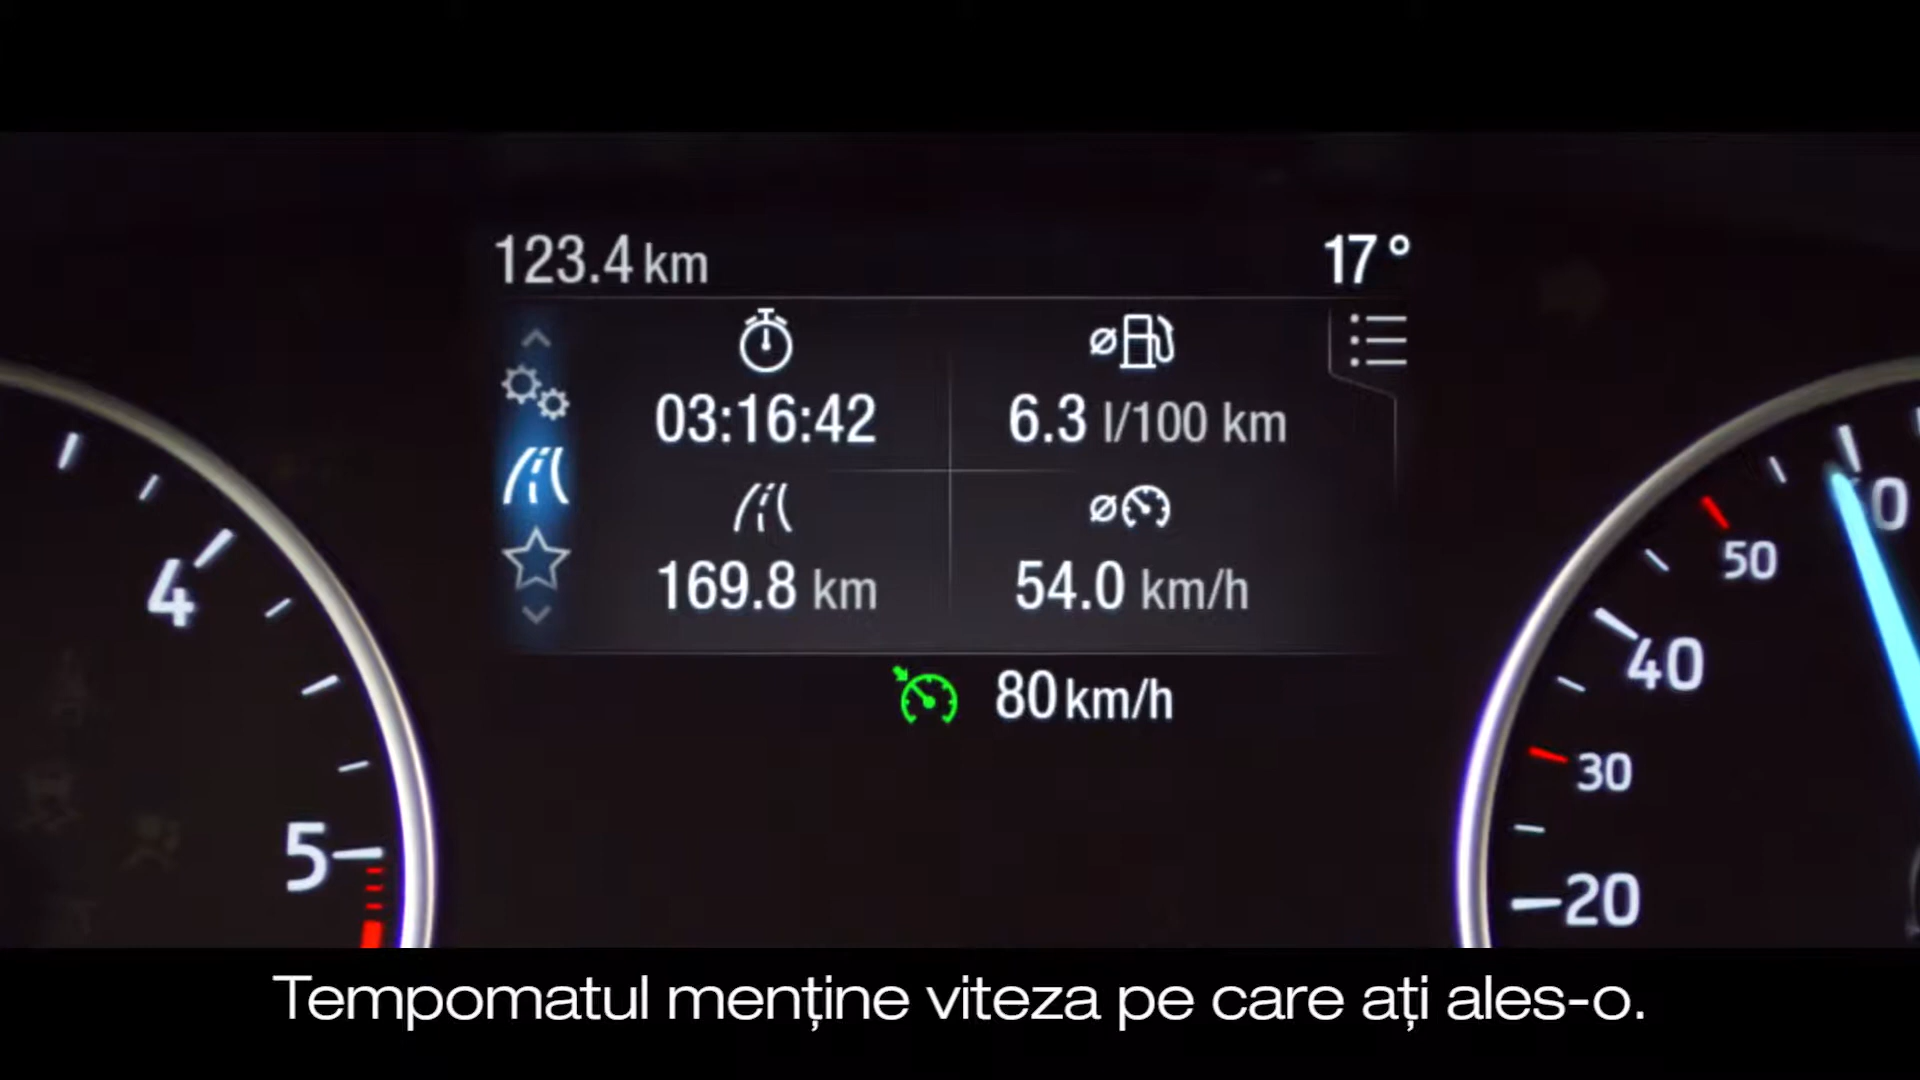 123.4 km
17°
03:16:42
ø
6.3 l/100 km
169.8 km
ø
54.0 km/h
80 km/h
4
5
50
40
30
20
Tempomatul menține viteza pe care ați ales-o.